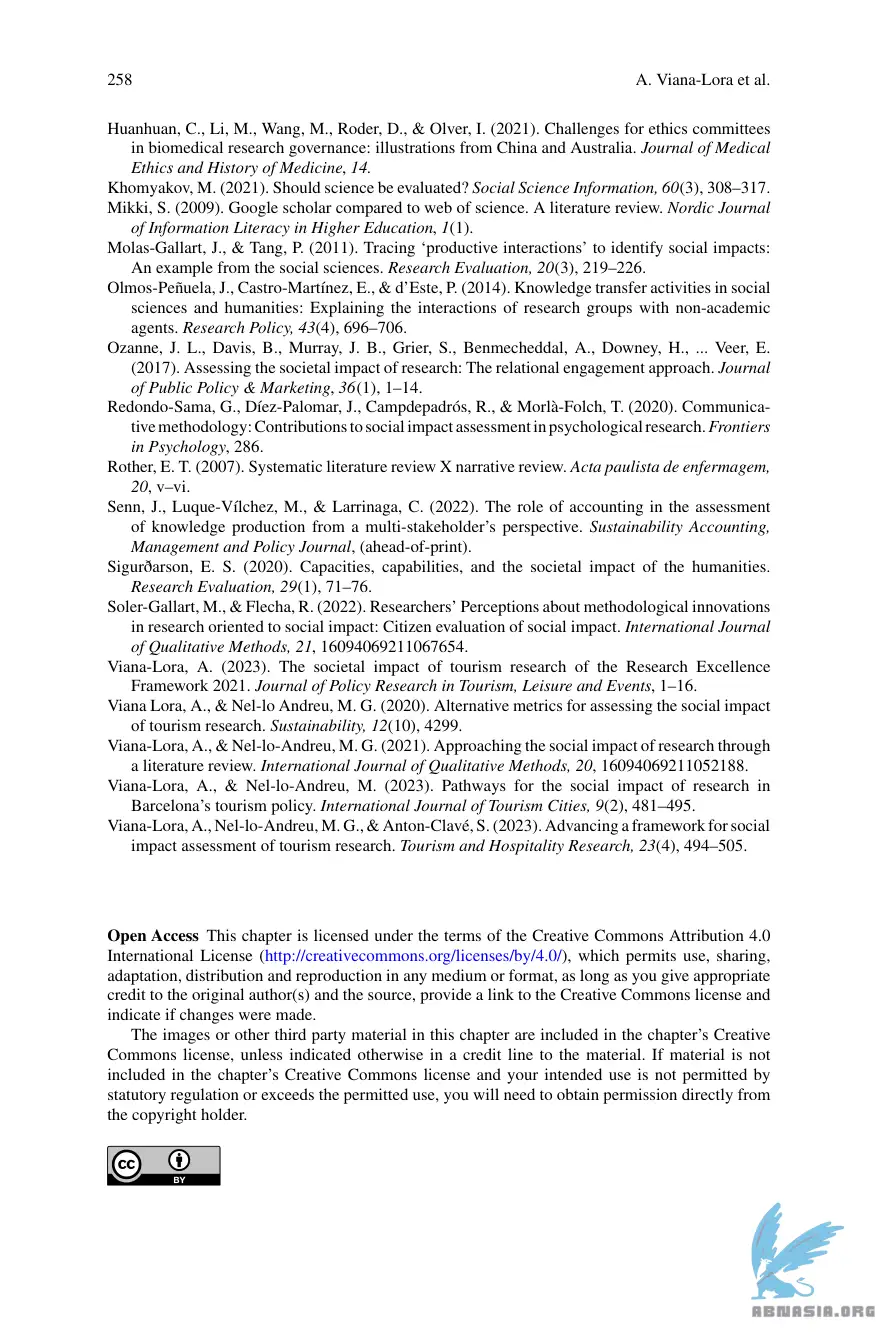 258 A. Viana-Lora et al.
Huanhuan, C., Li, M., Wang, M., Roder, D., & Olver, I. (2021). Challenges for ethics committees
in biomedical research governance: illustrations from China and Australia. Journal of Medical
Ethics and History of Medicine, 14.
Khomyakov, M. (2021). Should science be evaluated? Social Science Information, 60(3), 308–317.
Mikki, S. (2009). Google scholar compared to web of science. A literature review. Nordic Journal
of Information Literacy in Higher Education, 1(1).
Molas-Gallart, J., & Tang, P. (2011). Tracing ‘productive interactions’ to identify social impacts:
An example from the social sciences. Research Evaluation, 20(3), 219–226.
Olmos-Peñuela, J., Castro-Martínez, E., & d’Este, P. (2014). Knowledge transfer activities in social
sciences and humanities: Explaining the interactions of research groups with non-academic
agents. Research Policy, 43(4), 696–706.
Ozanne, J. L., Davis, B., Murray, J. B., Grier, S., Benmecheddal, A., Downey, H., ... Veer, E.
(2017). Assessing the societal impact of research: The relational engagement approach. Journal
of Public Policy & Marketing, 36(1), 1–14.
Redondo-Sama, G., Díez-Palomar, J., Campdepadrós, R., & Morlà-Folch, T. (2020). Communica-
tive methodology: Contributions to social impact assessment in psychological research. Frontiers
in Psychology, 286.
Rother, E. T. (2007). Systematic literature review X narrative review. Acta paulista de enfermagem,
20, v–vi.
Senn, J., Luque-Vílchez, M., & Larrinaga, C. (2022). The role of accounting in the assessment
of knowledge production from a multi-stakeholder’s perspective. Sustainability Accounting,
Management and Policy Journal, (ahead-of-print).
Sigurðarson, E. S. (2020). Capacities, capabilities, and the societal impact of the humanities.
Research Evaluation, 29(1), 71–76.
Soler-Gallart, M., & Flecha, R. (2022). Researchers’ Perceptions about methodological innovations
in research oriented to social impact: Citizen evaluation of social impact. International Journal
of Qualitative Methods, 21, 16094069211067654.
Viana-Lora, A. (2023). The societal impact of tourism research of the Research Excellence
Framework 2021. Journal of Policy Research in Tourism, Leisure and Events, 1–16.
Viana Lora, A., & Nel-lo Andreu, M. G. (2020). Alternative metrics for assessing the social impact
of tourism research. Sustainability, 12(10), 4299.
Viana-Lora, A., & Nel-lo-Andreu, M. G. (2021). Approaching the social impact of research through
a literature review. International Journal of Qualitative Methods, 20, 16094069211052188.
Viana-Lora, A., & Nel-lo-Andreu, M. (2023). Pathways for the social impact of research in
Barcelona’s tourism policy. International Journal of Tourism Cities, 9(2), 481–495.
Viana-Lora, A., Nel-lo-Andreu, M. G., & Anton-Clavé, S. (2023). Advancing a framework for social
impact assessment of tourism research. Tourism and Hospitality Research, 23(4), 494–505.
Open Access This chapter is licensed under the terms of the Creative Commons Attribution 4.0
International License (http://creativecommons.org/licenses/by/4.0/), which permits use, sharing,
adaptation, distribution and reproduction in any medium or format, as long as you give appropriate
credit to the original author(s) and the source, provide a link to the Creative Commons license and
indicate if changes were made.
The images or other third party material in this chapter are included in the chapter’s Creative
Commons license, unless indicated otherwise in a credit line to the material. If material is not
included in the chapter’s Creative Commons license and your intended use is not permitted by
statutory regulation or exceeds the permitted use, you will need to obtain permission directly from
the copyright holder.
cc
BY
ABNASIA.ORG